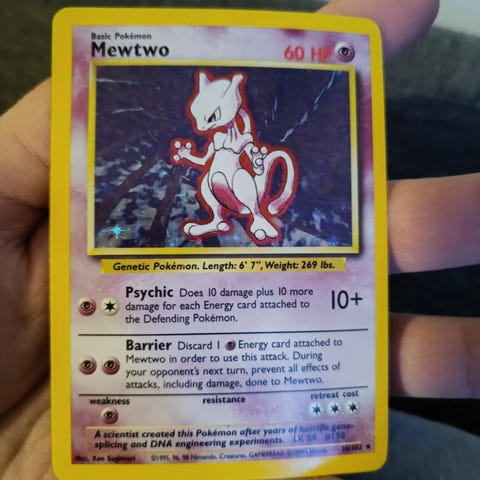 Basic Pokémon
Mewtwo 60 HP
Genetic Pokémon. Length: 6' 7", Weight: 269 lbs.
Psychic Does 10 damage plus 10 more
damage for each Energy card attached to
the Defending Pokémon.
10+
Barrier Discard 1 Energy card attached to
Mewtwo in order to use this attack. During
your opponent's next turn, prevent all effects of
attacks, including damage, done to Mewtwo.
weakness resistance retreat cost
A scientist created this Pokémon after years of horrific gene-
splicing and DNA engineering experiments. LV. 53 #150
Illus. Ken Sugimori ©1995, 96, 98 Nintendo, Creatures, GAMEFREAK. 10/102